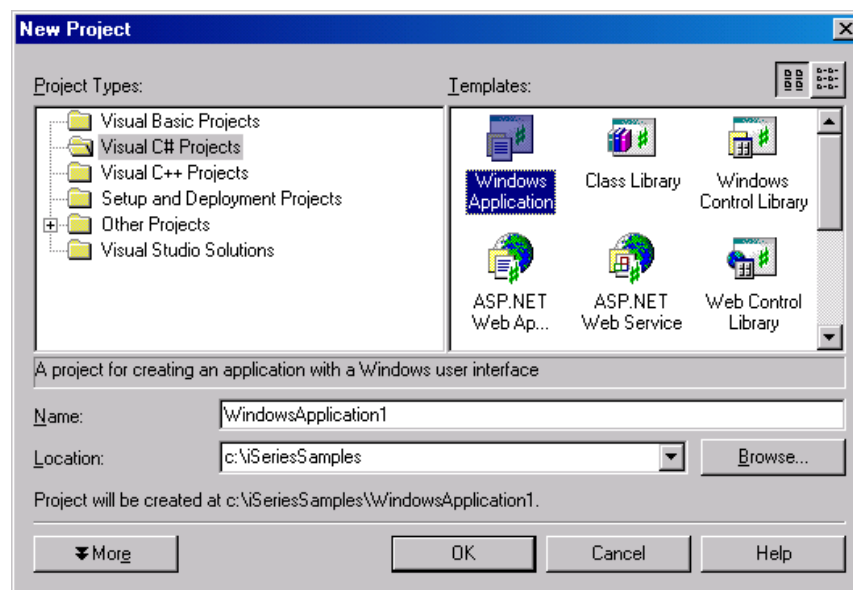 New Project
Project Types:
Templates:
Visual Basic Projects
Visual C# Projects
Visual C++ Projects
Setup and Deployment Projects
Other Projects
Visual Studio Solutions
Windows
Application
Class Library
Windows
Control Library
ASP.NET
Web Ap...
ASP.NET
Web Service
Web Control
Library
A project for creating an application with a Windows user interface
Name:
WindowsApplication1
Location:
c:\iSeriesSamples
Browse...
Project will be created at c:\iSeriesSamples\WindowsApplication1.
More
OK
Cancel
Help